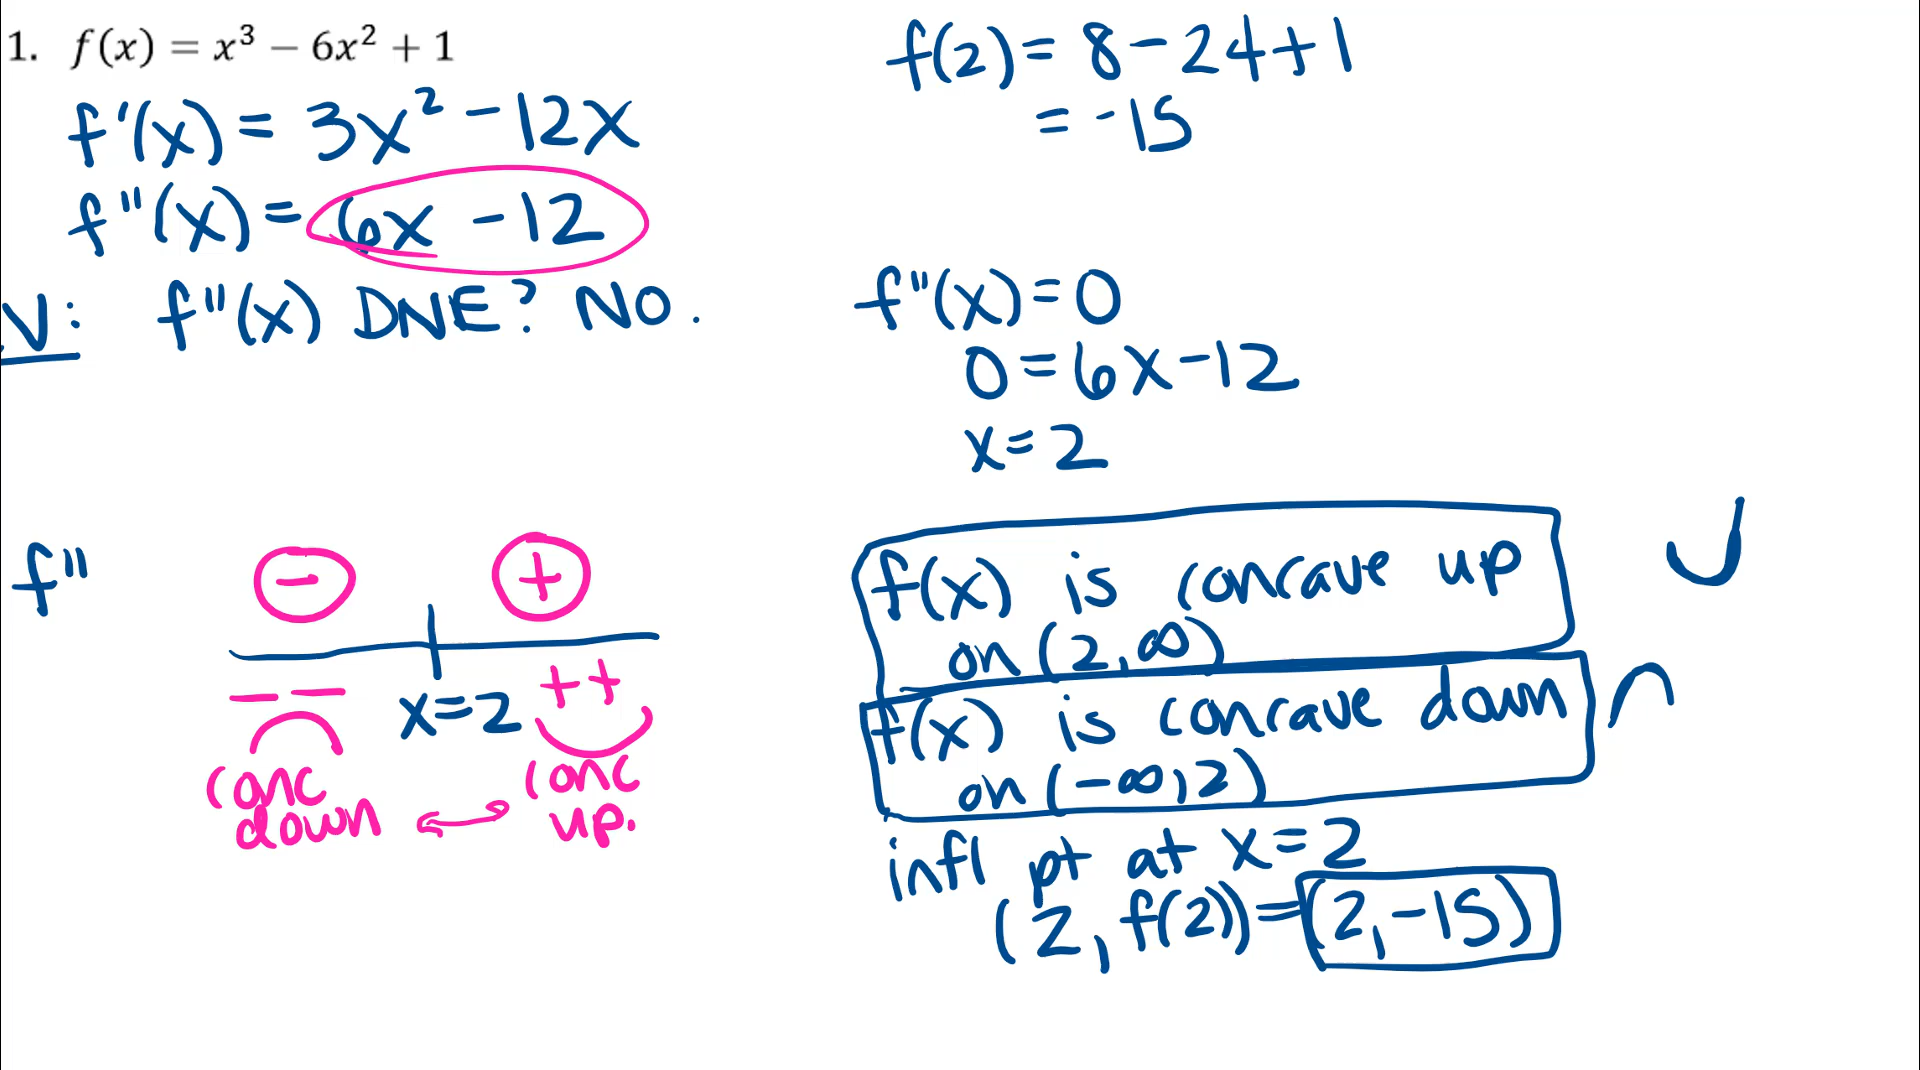 1. f(x) = x³ − 6x² + 1
f'(x) = 3x² − 12x
f''(x) = 6x − 12
V: f''(x) DNE? NO.
f(2) = 8 − 24 + 1
= -15
f''(x) = 0
0 = 6x − 12
x = 2
f''
− +
− − x = 2 + +
conc down ↔ conc up.
f(x) is concave up
on (2, ∞)
f(x) is concave down
on (−∞, 2)
infl pt at x = 2
(2, f(2)) = (2, −15)